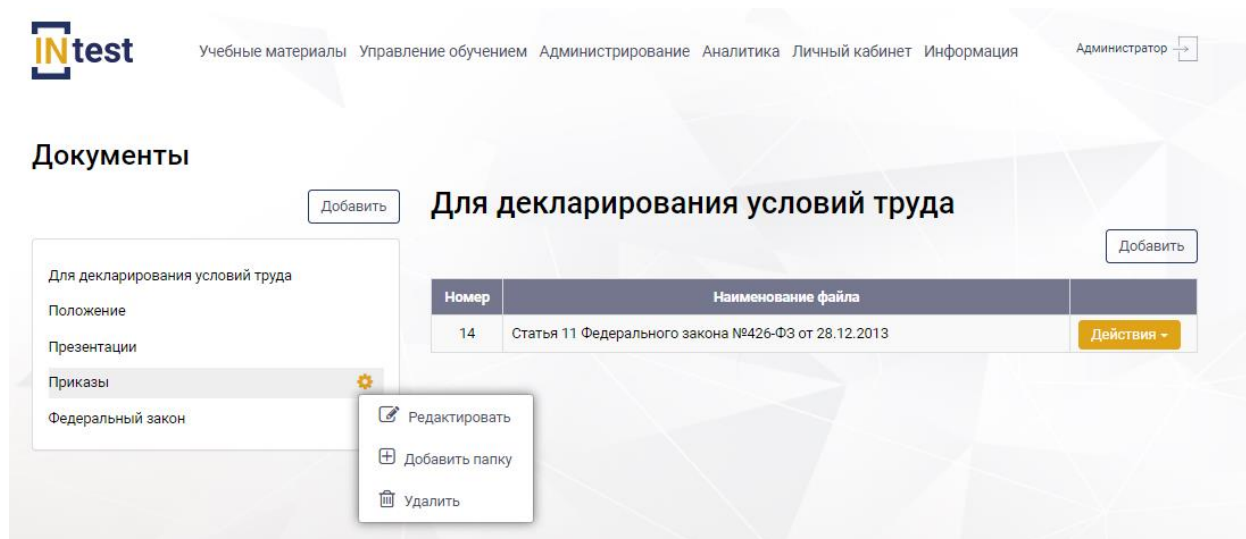 INtest
Учебные материалы Управление обучением Администрирование Аналитика Личный кабинет Информация
Администратор
Документы
Добавить
Для декларирования условий труда
Положение
Презентации
Приказы
Федеральный закон
Редактировать
Добавить папку
Удалить
Для декларирования условий труда
Добавить
Номер Наименование файла
14 Статья 11 Федерального закона №426-ФЗ от 28.12.2013 Действия